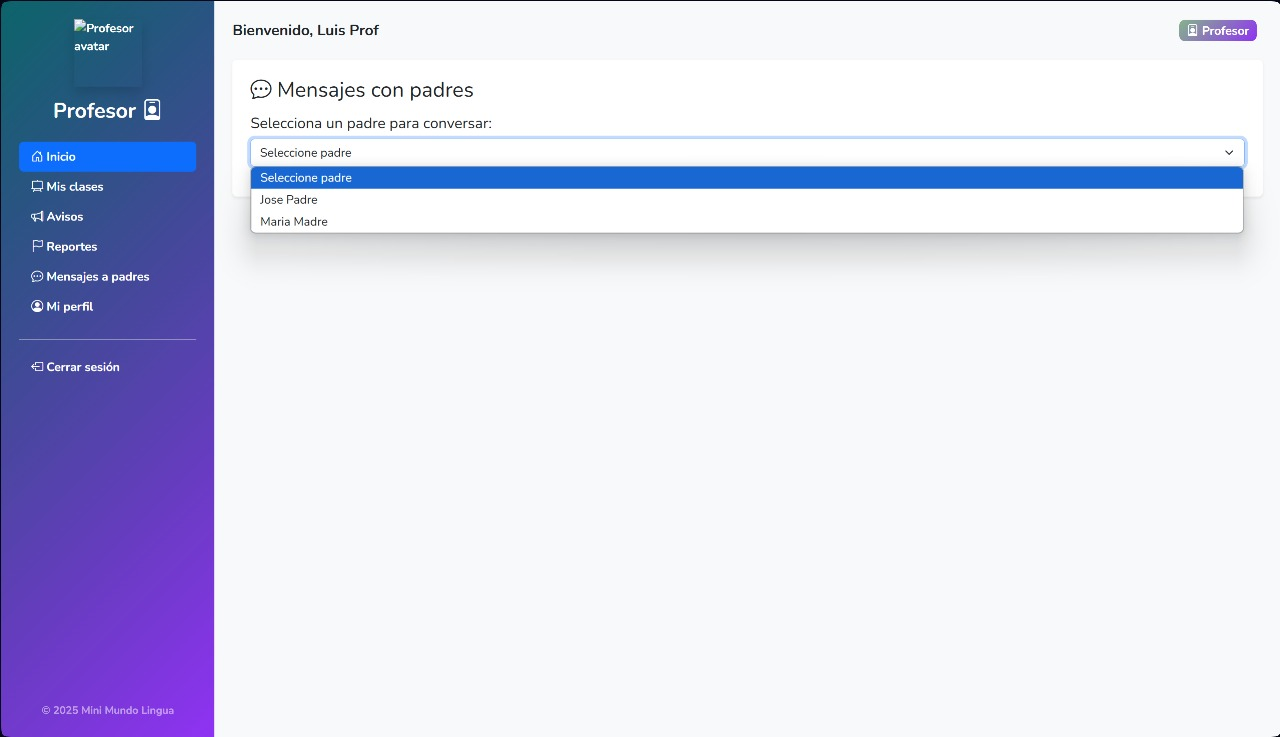 Profesor
avatar
Profesor
Inicio
Mis clases
Avisos
Reportes
Mensajes a padres
Mi perfil
Cerrar sesión
© 2025 Mini Mundo Lingua
Bienvenido, Luis Prof
Profesor
Mensajes con padres
Selecciona un padre para conversar:
Seleccione padre
Seleccione padre
Jose Padre
Maria Madre